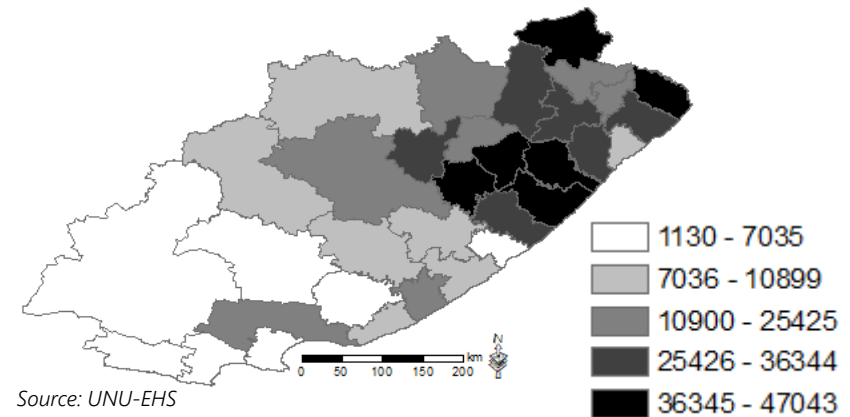 1130 - 7035
7036 - 10899
10900 - 25425
25426 - 36344
36345 - 47043
N
km
0 50 100 150 200
Source: UNU-EHS